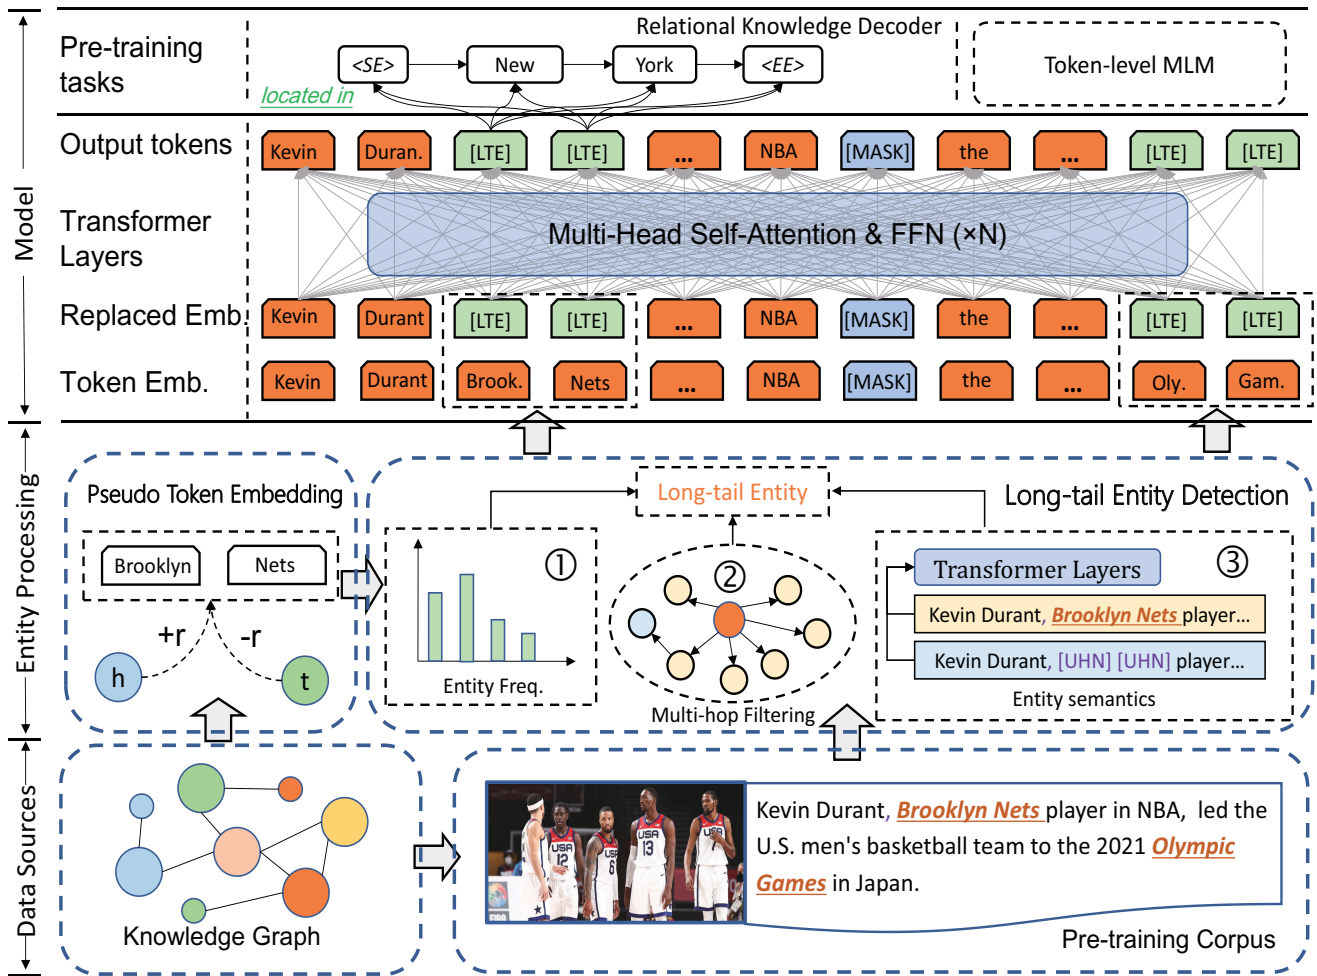 Model
Entity Processing
Data Sources
Pre-training
tasks
Relational Knowledge Decoder
<SE>
New
York
<EE>
located in
Token-level MLM
Output tokens
Kevin
Duran.
[LTE]
[LTE]
...
NBA
[MASK]
the
...
[LTE]
[LTE]
Transformer
Layers
Multi-Head Self-Attention & FFN (×N)
Replaced Emb.
Kevin
Durant
[LTE]
[LTE]
...
NBA
[MASK]
the
...
[LTE]
[LTE]
Token Emb.
Kevin
Durant
Brook.
Nets
...
NBA
[MASK]
the
...
Oly.
Gam.
Pseudo Token Embedding
Brooklyn
Nets
+r
-r
h
t
Long-tail Entity
Long-tail Entity Detection
①
Entity Freq.
②
Multi-hop Filtering
③
Transformer Layers
Kevin Durant, Brooklyn Nets player...
Kevin Durant, [UHN] [UHN] player...
Entity semantics
Knowledge Graph
USA
12
USA
6
USA
13
Kevin Durant, Brooklyn Nets player in NBA, led the
U.S. men's basketball team to the 2021 Olympic
Games in Japan.
Pre-training Corpus